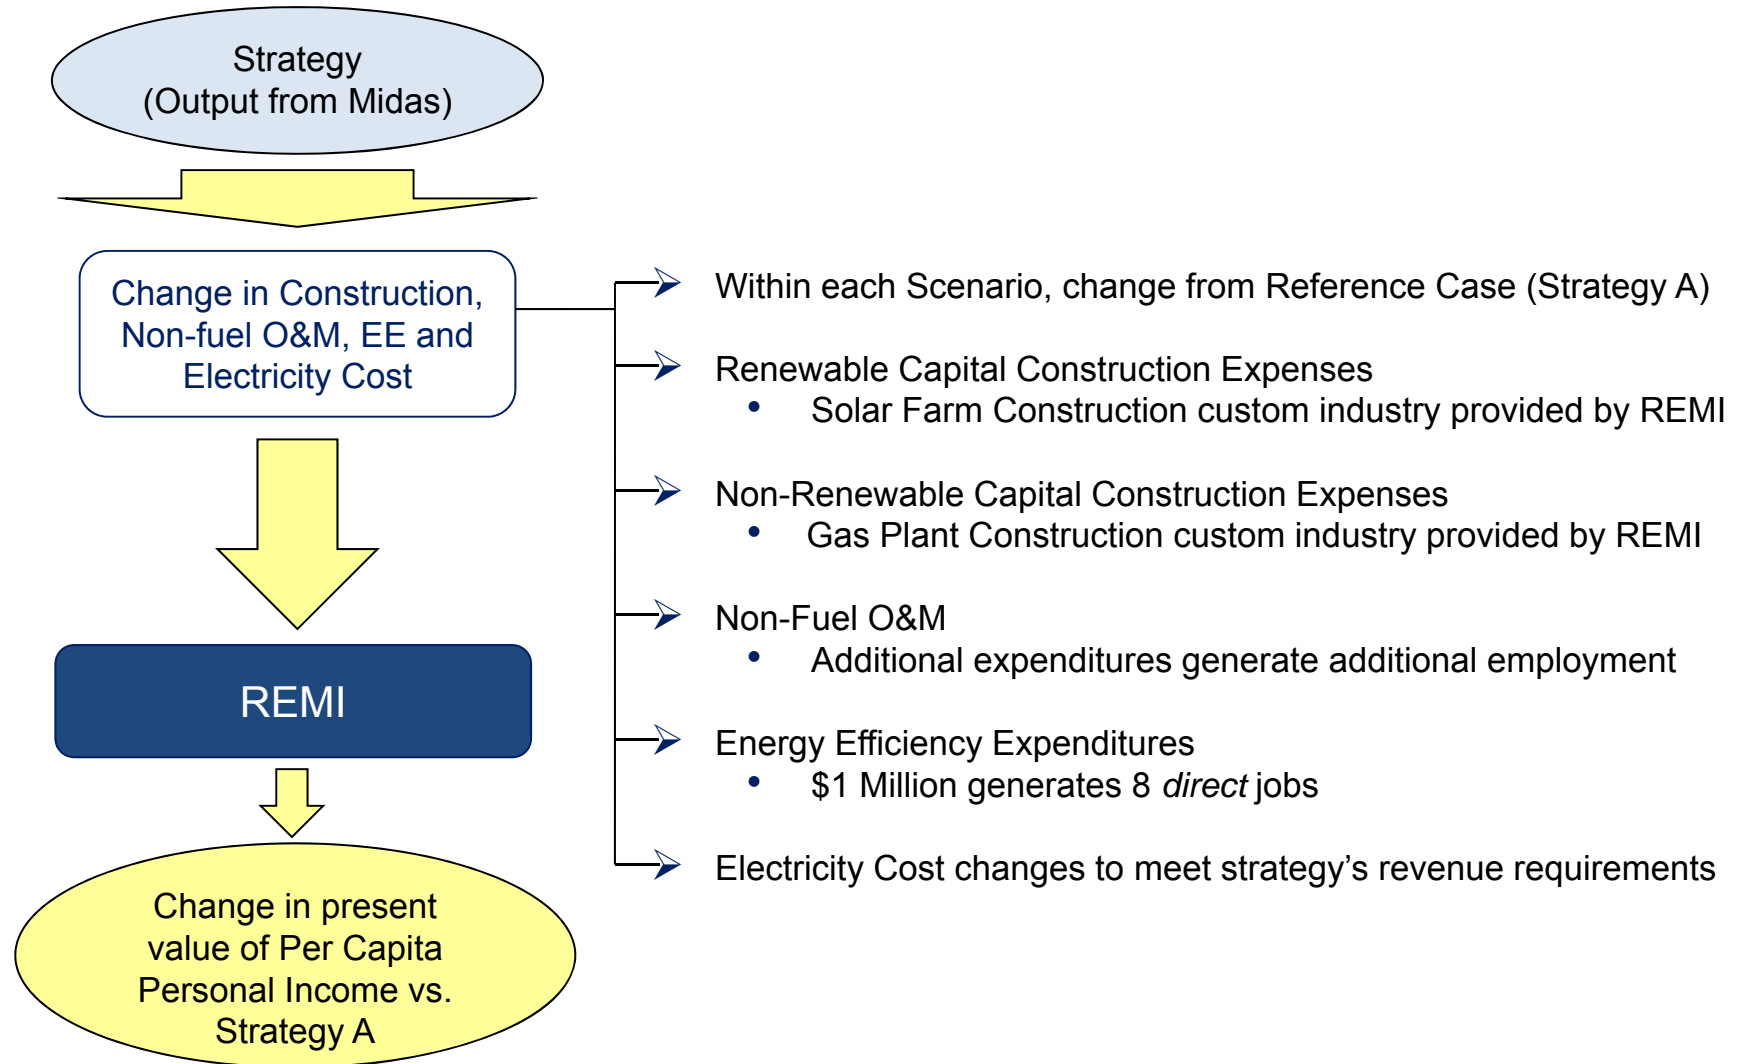 Strategy
(Output from Midas)
Change in Construction,
Non-fuel O&M, EE and
Electricity Cost
REMI
Change in present
value of Per Capita
Personal Income vs.
Strategy A
Within each Scenario, change from Reference Case (Strategy A)
Renewable Capital Construction Expenses
• Solar Farm Construction custom industry provided by REMI
Non-Renewable Capital Construction Expenses
• Gas Plant Construction custom industry provided by REMI
Non-Fuel O&M
• Additional expenditures generate additional employment
Energy Efficiency Expenditures
• $1 Million generates 8 direct jobs
Electricity Cost changes to meet strategy’s revenue requirements